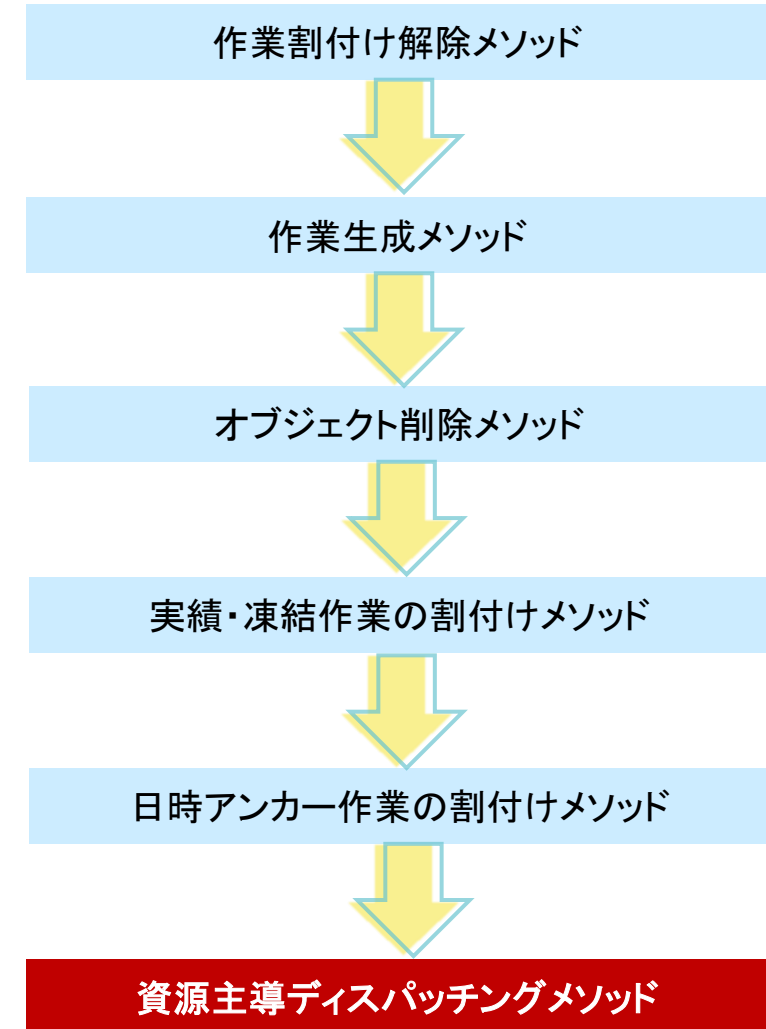 作業割付け解除メソッド
作業生成メソッド
オブジェクト削除メソッド
実績・凍結作業の割付けメソッド
日時アンカー作業の割付けメソッド
資源主導ディスパッチングメソッド